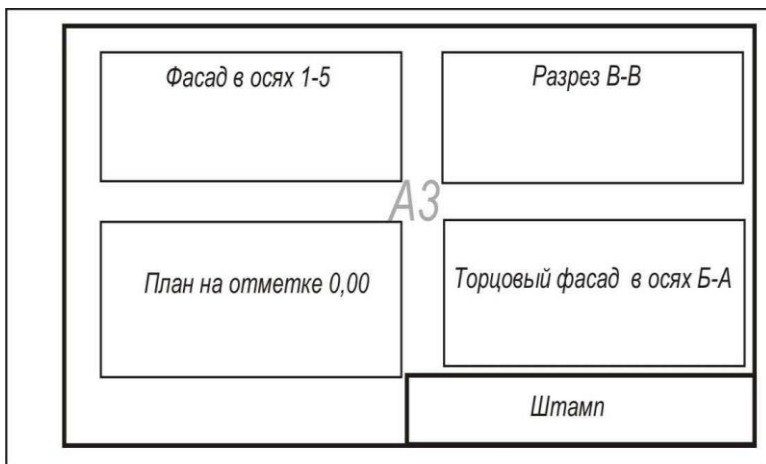 Фасад в осях 1-5
Разрез В-В
А3
План на отметке 0,00
Торцовый фасад в осях Б-А
Штамп